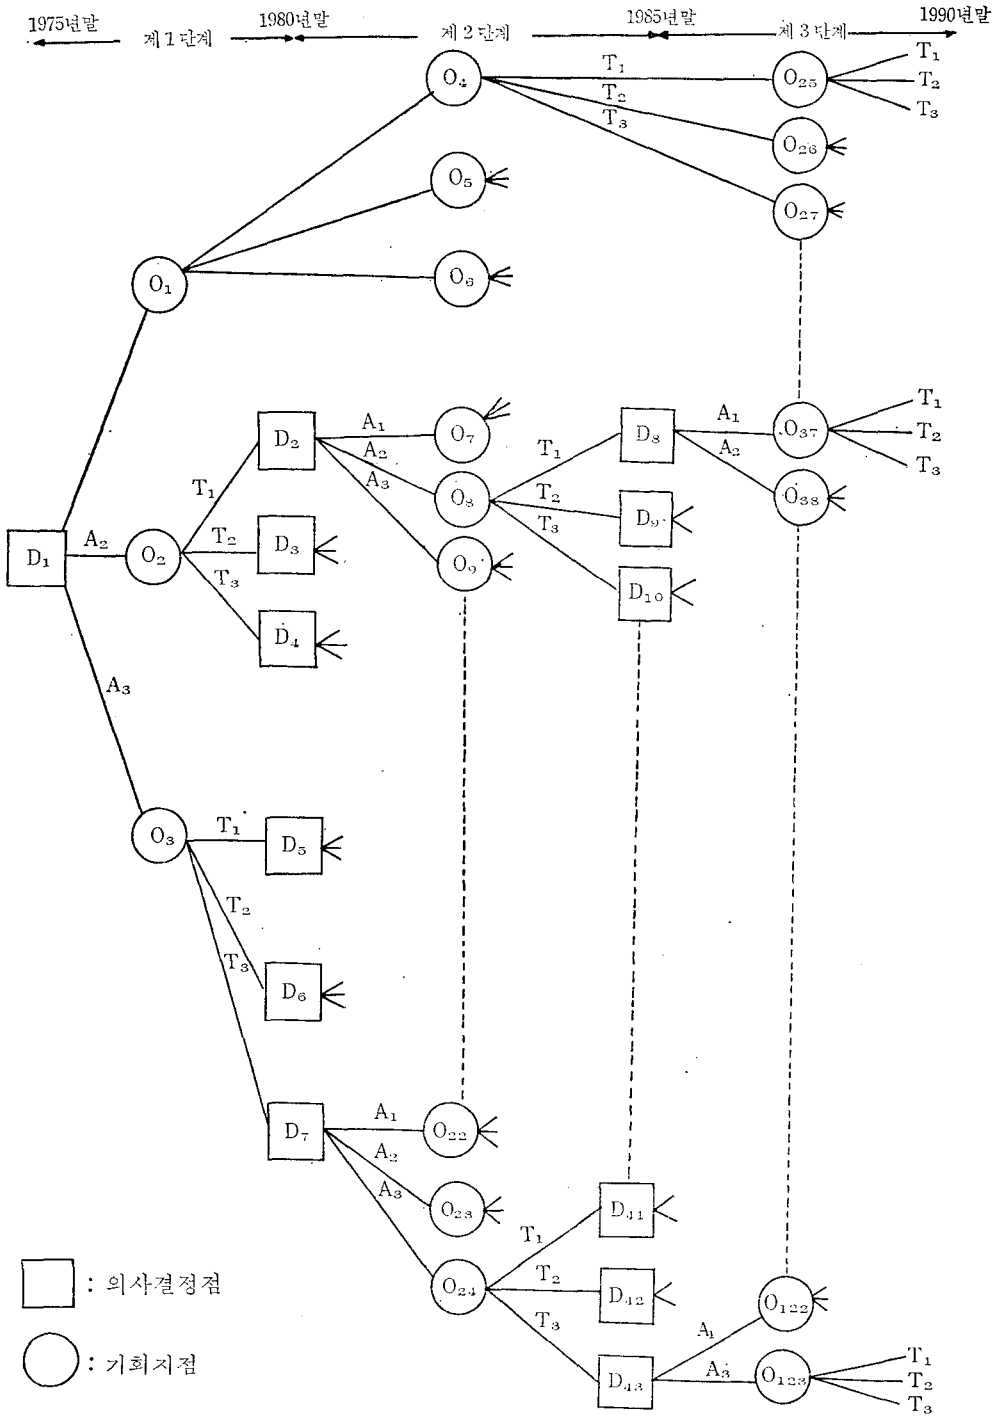 1975년말 1980년말 1985년말 1990년말
제1단계 제2단계 제3단계
O₄ T₁ T₂ T₃ O₂₅ T₁ T₂ T₃
O₂₆
O₅
O₂₇
O₁ O₆
D₂ A₁ A₂ A₃ O₇ D₈ A₁ A₂ O₃₇ T₁ T₂ T₃
T₁ O₈ T₁ T₂ T₃ O₃₈
D₁ A₂ O₂ T₂ D₃ D₉
T₃ O₉ D₁₀
D₄
A₃
O₃ T₁ D₅
T₂
T₃ D₆
D₇ A₁ O₂₂
A₂
A₃ O₂₃ D₄₁
T₁
O₂₄ T₂ D₄₂
T₃ O₁₂₂
A₁
D₄₃ A₃ O₁₂₃ T₁ T₂ T₃
: 의사결정점
: 기회지점